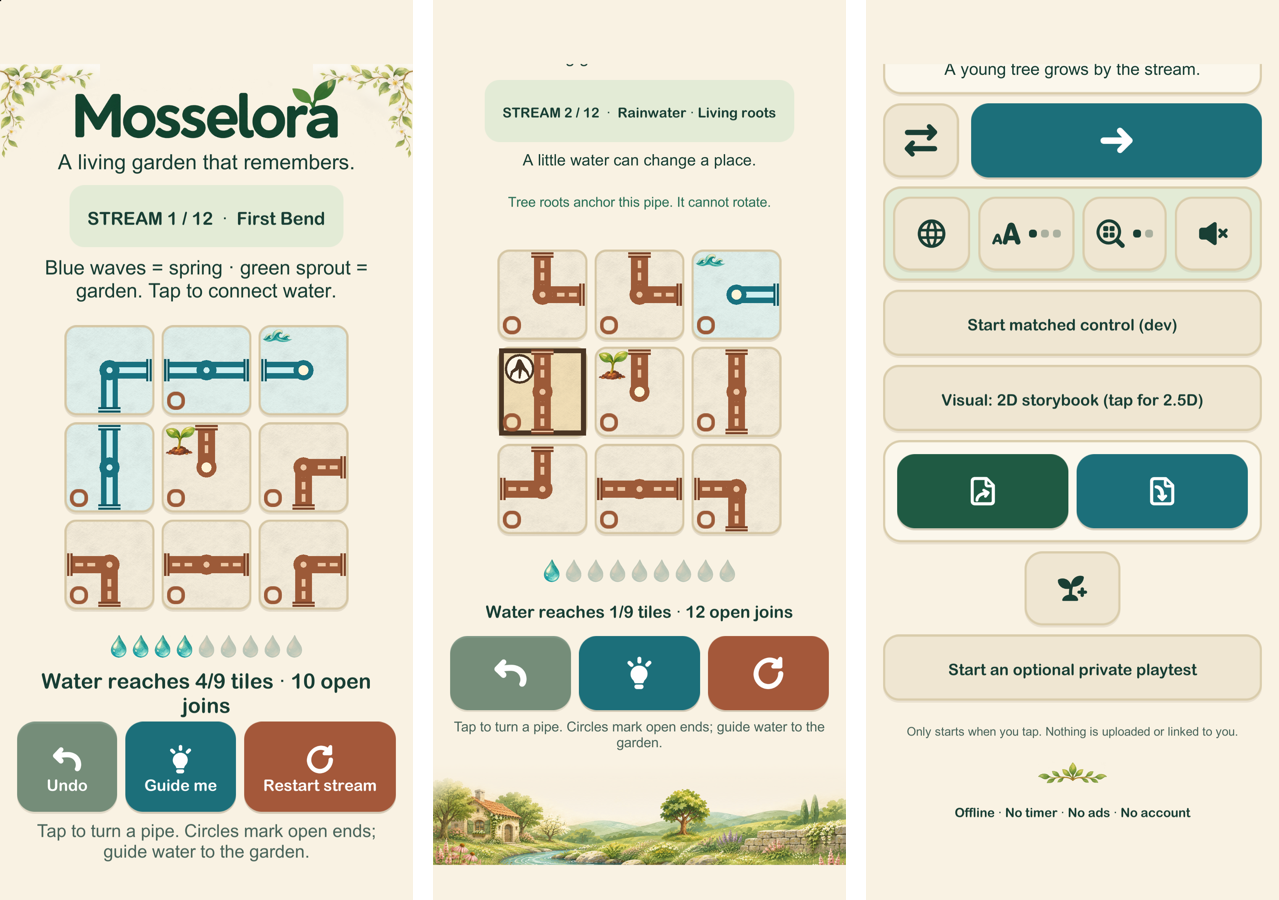 Mosselora
A living garden that remembers.
STREAM 1 / 12 · First Bend
Blue waves = spring · green sprout =
garden. Tap to connect water.
Water reaches 4/9 tiles · 10 open
joins
Undo
Guide me
Restart stream
Tap to turn a pipe. Circles mark open ends;
guide water to the garden.
STREAM 2 / 12 · Rainwater · Living roots
A little water can change a place.
Tree roots anchor this pipe. It cannot rotate.
Water reaches 1/9 tiles · 12 open joins
Tap to turn a pipe. Circles mark open ends; guide water to the
garden.
A young tree grows by the stream.
AA
Start matched control (dev)
Visual: 2D storybook (tap for 2.5D)
Start an optional private playtest
Only starts when you tap. Nothing is uploaded or linked to you.
Offline · No timer · No ads · No account